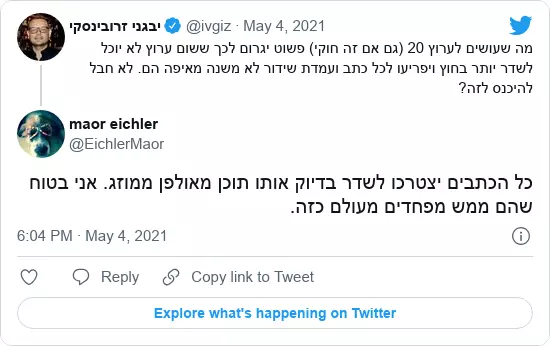 יבגני זרובינסקי @ivgiz · May 4, 2021
מה שעושים לערוץ 20 (גם אם זה חוקי) פשוט יגרום לכך ששום ערוץ לא יוכל
לשדר יותר בחוץ ויפריעו לכל כתב ועמדת שידור לא משנה מאיפה הם. לא חבל
להיכנס לזה?
maor eichler
@EichlerMaor
כל הכתבים יצטרכו לשדר בדיוק אותו תוכן מאולפן ממוזג. אני בטוח
שהם ממש מפחדים מעולם כזה.
6:04 PM · May 4, 2021
Reply
Copy link to Tweet
Explore what's happening on Twitter